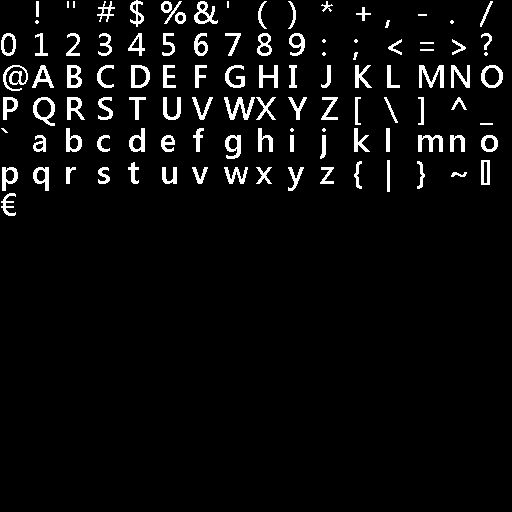 ! " # $ % & ' ( ) * + , - . /
0 1 2 3 4 5 6 7 8 9 : ; < = > ?
@ A B C D E F G H I J K L M N O
P Q R S T U V W X Y Z [ \ ] ^ _
` a b c d e f g h i j k l m n o
p q r s t u v w x y z { | } ~ ▯
€